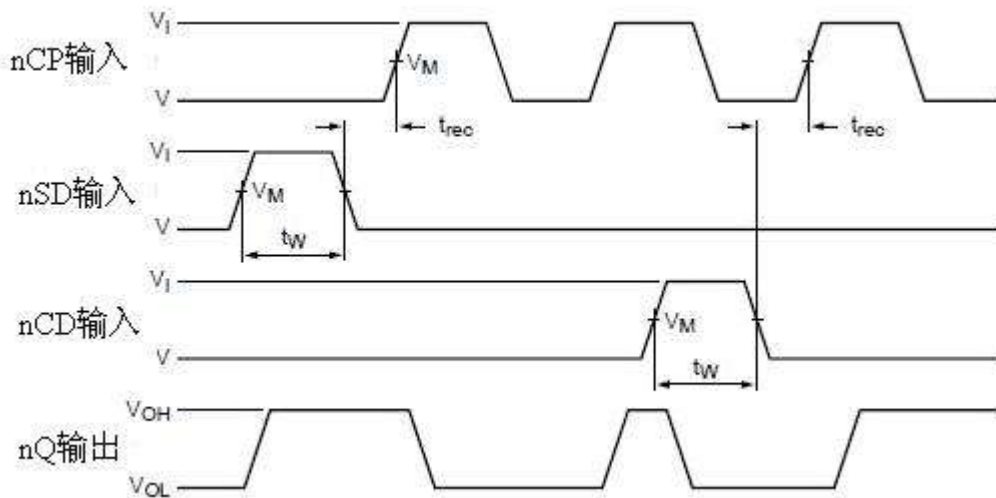 VI
nCP输入
VM
V
trec
trec
VI
nSD输入
VM
V
tW
VI
nCD输入
VM
V
tW
VOH
nQ输出
VOL